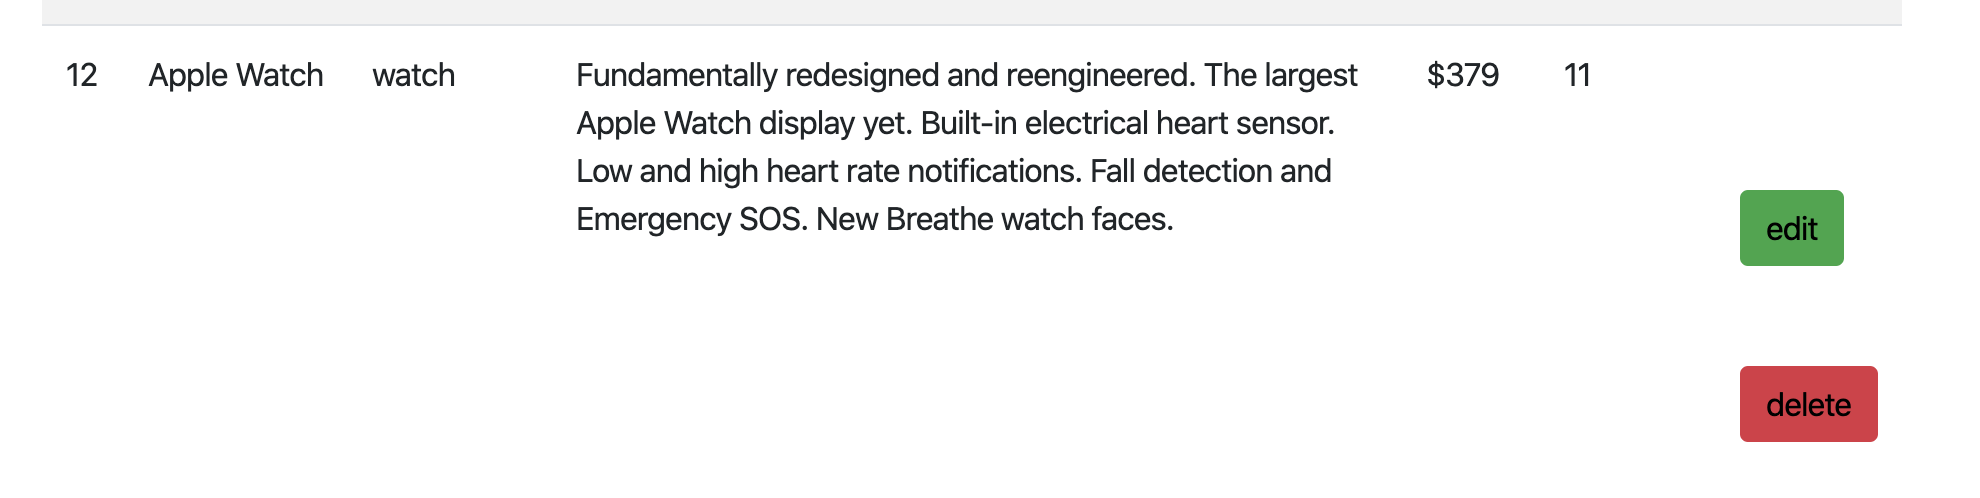 12 Apple Watch watch Fundamentally redesigned and reengineered. The largest $379 11
Apple Watch display yet. Built-in electrical heart sensor.
Low and high heart rate notifications. Fall detection and
Emergency SOS. New Breathe watch faces.
edit
delete